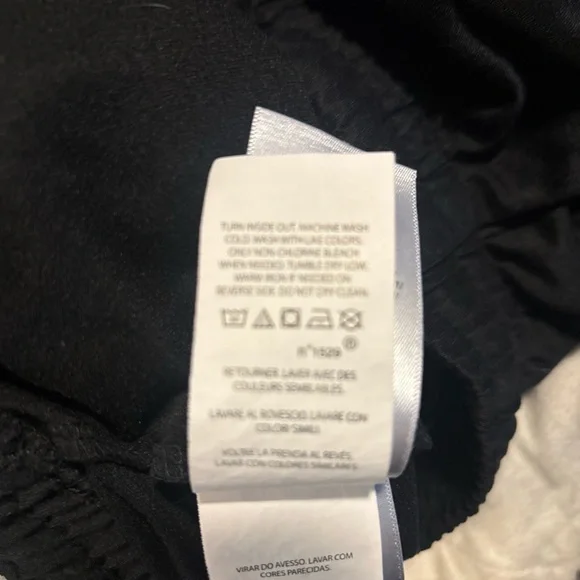 TURN INSIDE OUT. MACHINE WASH
COLD. WASH WITH LIKE COLORS.
ONLY NON-CHLORINE BLEACH
WHEN NEEDED. TUMBLE DRY LOW.
WARM IRON IF NEEDED ON
REVERSE SIDE. DO NOT DRY CLEAN.
n°1929 ®
RETOURNER. LAVER AVEC DES
COULEURS SEMBLABLES.
LAVARE AL ROVESCIO. LAVARE CON
COLORI SIMILI.
VOLTEE LA PRENDA AL REVÉS.
LAVAR CON COLORES SIMILARES.
VIRAR DO AVESSO. LAVAR COM
CORES PARECIDAS.